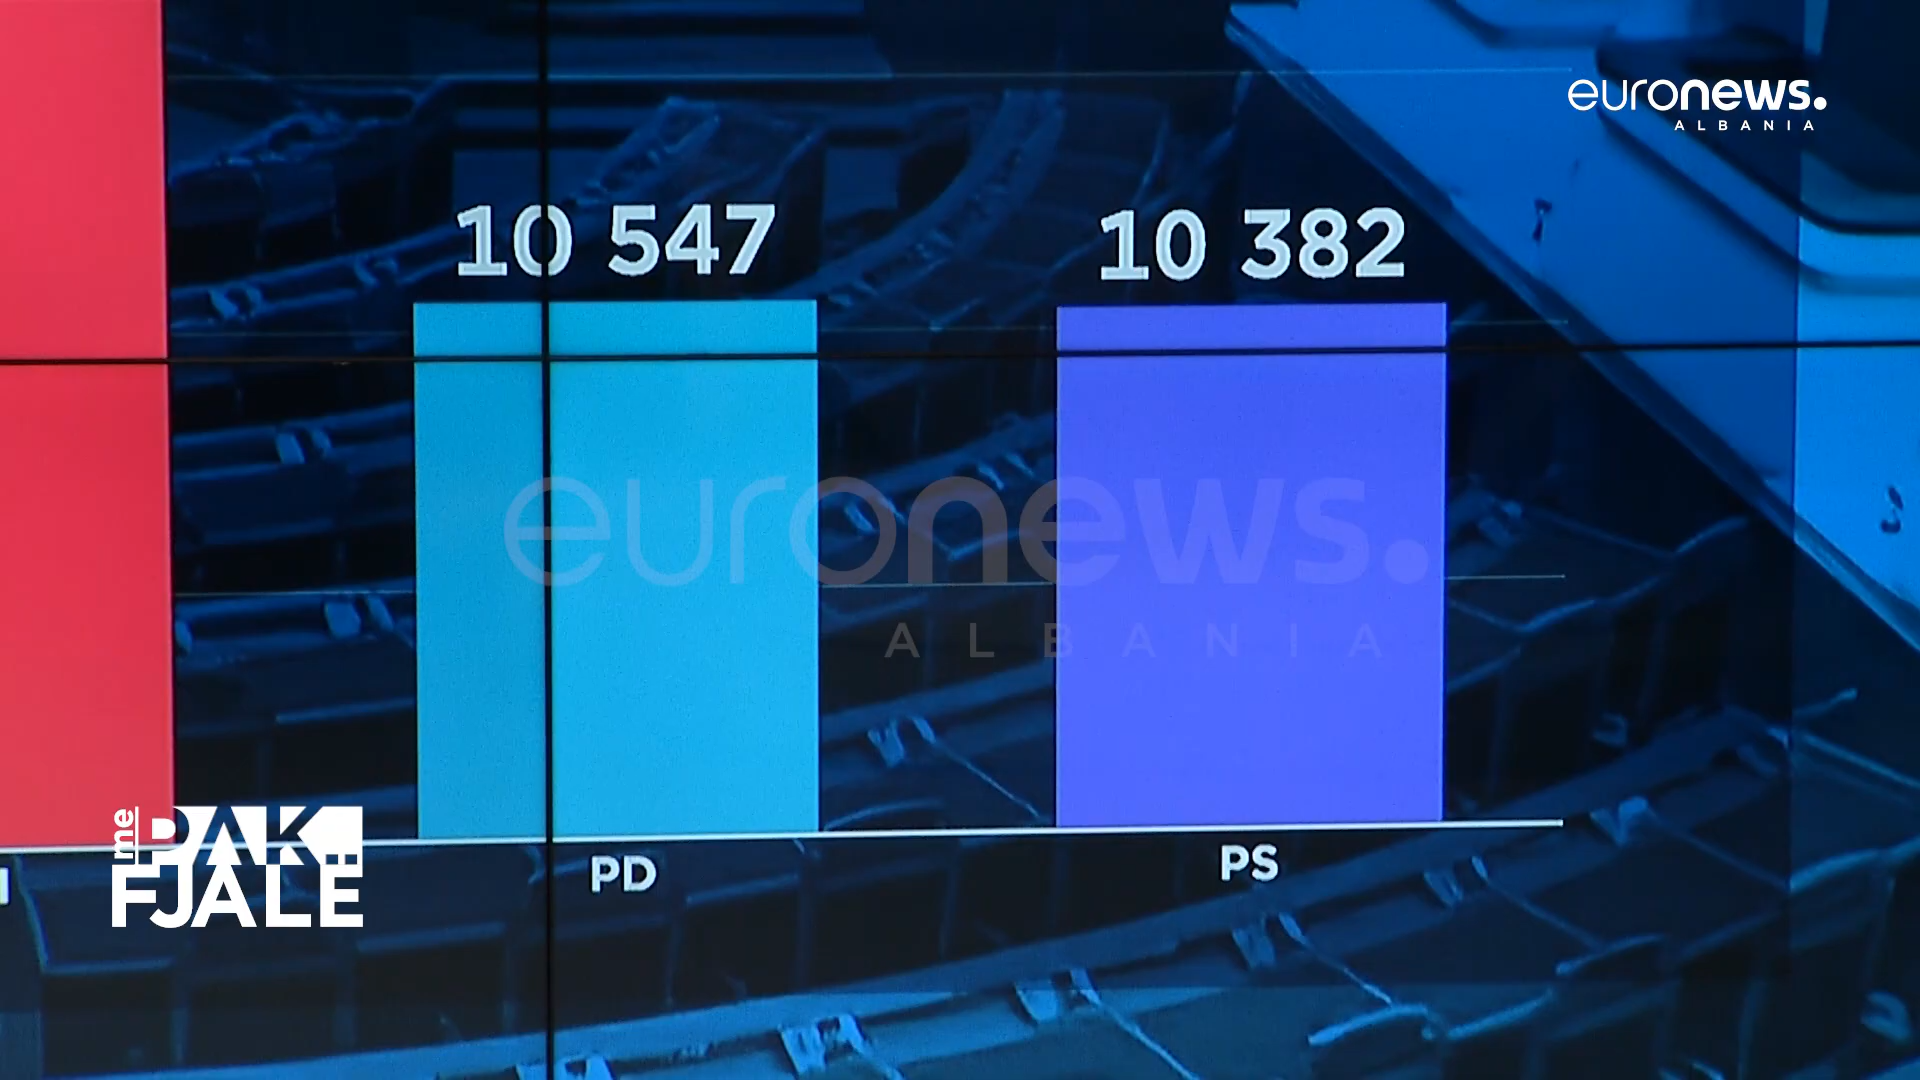 euronews.
ALBANIA
10 547
10 382
euronews.
ALBANIA
PD
PS
me
PAK
FJALË